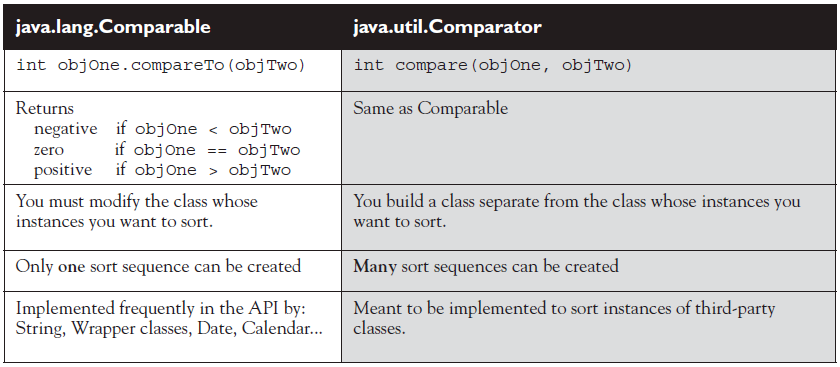 java.lang.Comparable
java.util.Comparator
int objOne.compareTo(objTwo)
int compare(objOne, objTwo)
Returns
negative if objOne < objTwo
zero if objOne == objTwo
positive if objOne > objTwo
Same as Comparable
You must modify the class whose
instances you want to sort.
You build a class separate from the class whose instances you
want to sort.
Only one sort sequence can be created
Many sort sequences can be created
Implemented frequently in the API by:
String, Wrapper classes, Date, Calendar...
Meant to be implemented to sort instances of third-party
classes.